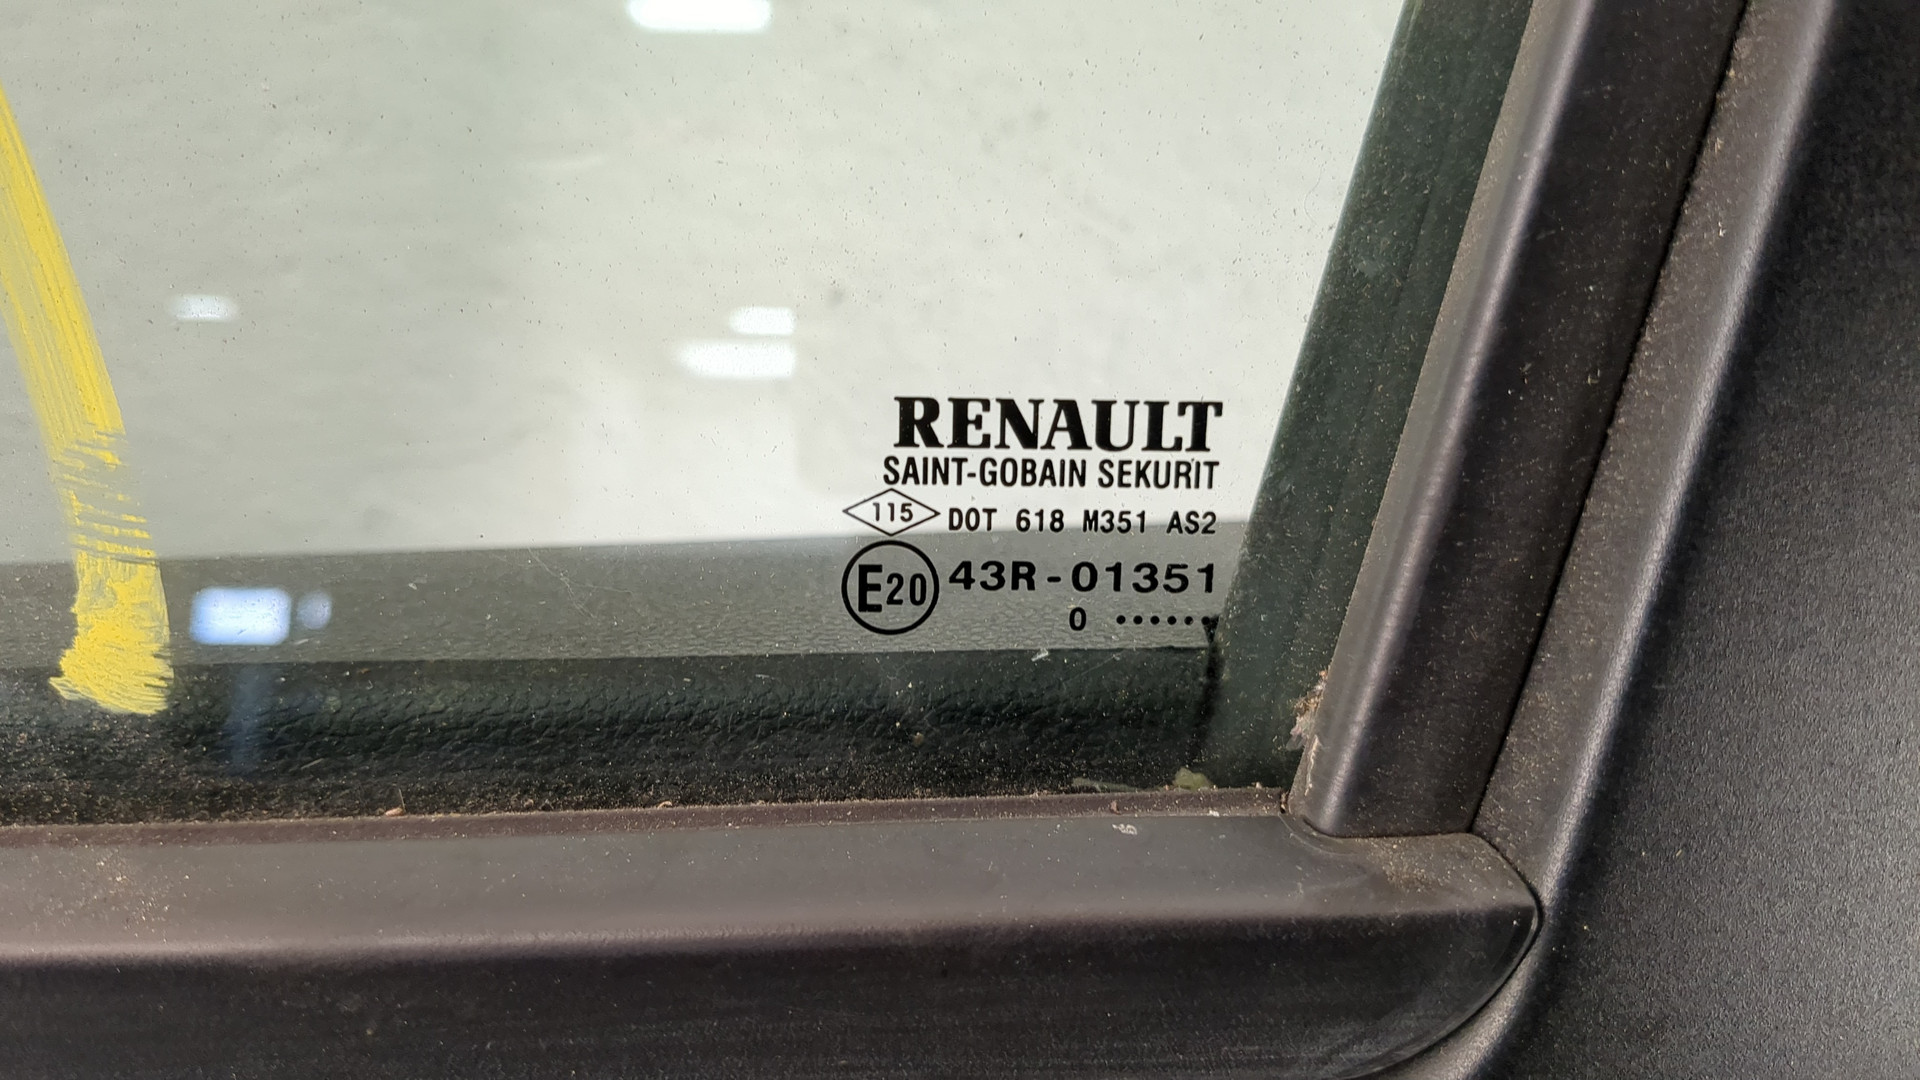 RENAULT
SAINT-GOBAIN SEKURIT
115 DOT 618 M351 AS2
E20 43R-01351
0 ••••••